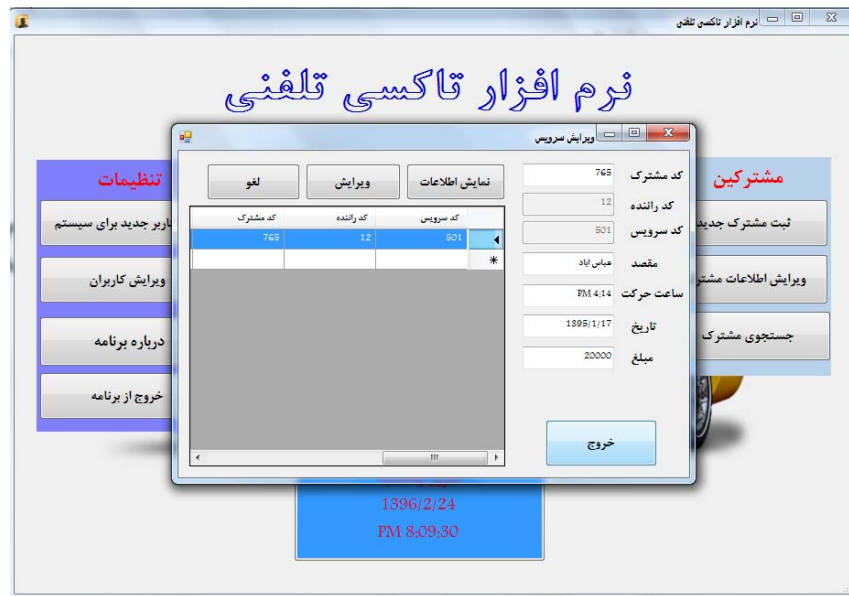 نرم افزار تاکسی تلفنی
نرم افزار تاکسی تلفنی
مشترکین
ثبت مشترک جدید
ویرایش اطلاعات
جستجوی مشترک
ویرایش سرویس
کد مشترک 765
کد راننده 12
کد سرویس 501
مقصد عباس اباد
ساعت حرکت PM 4:14
تاریخ 1395/1/17
مبلغ 20000
خروج
نمایش اطلاعات
ویرایش
لغو
کد سرویس کد راننده کد مشترک
501 12 765
تنظیمات
جدید برای سیستم
ویرایش کاربران
درباره برنامه
خروج از برنامه
1396/2/24
PM 8:09:30